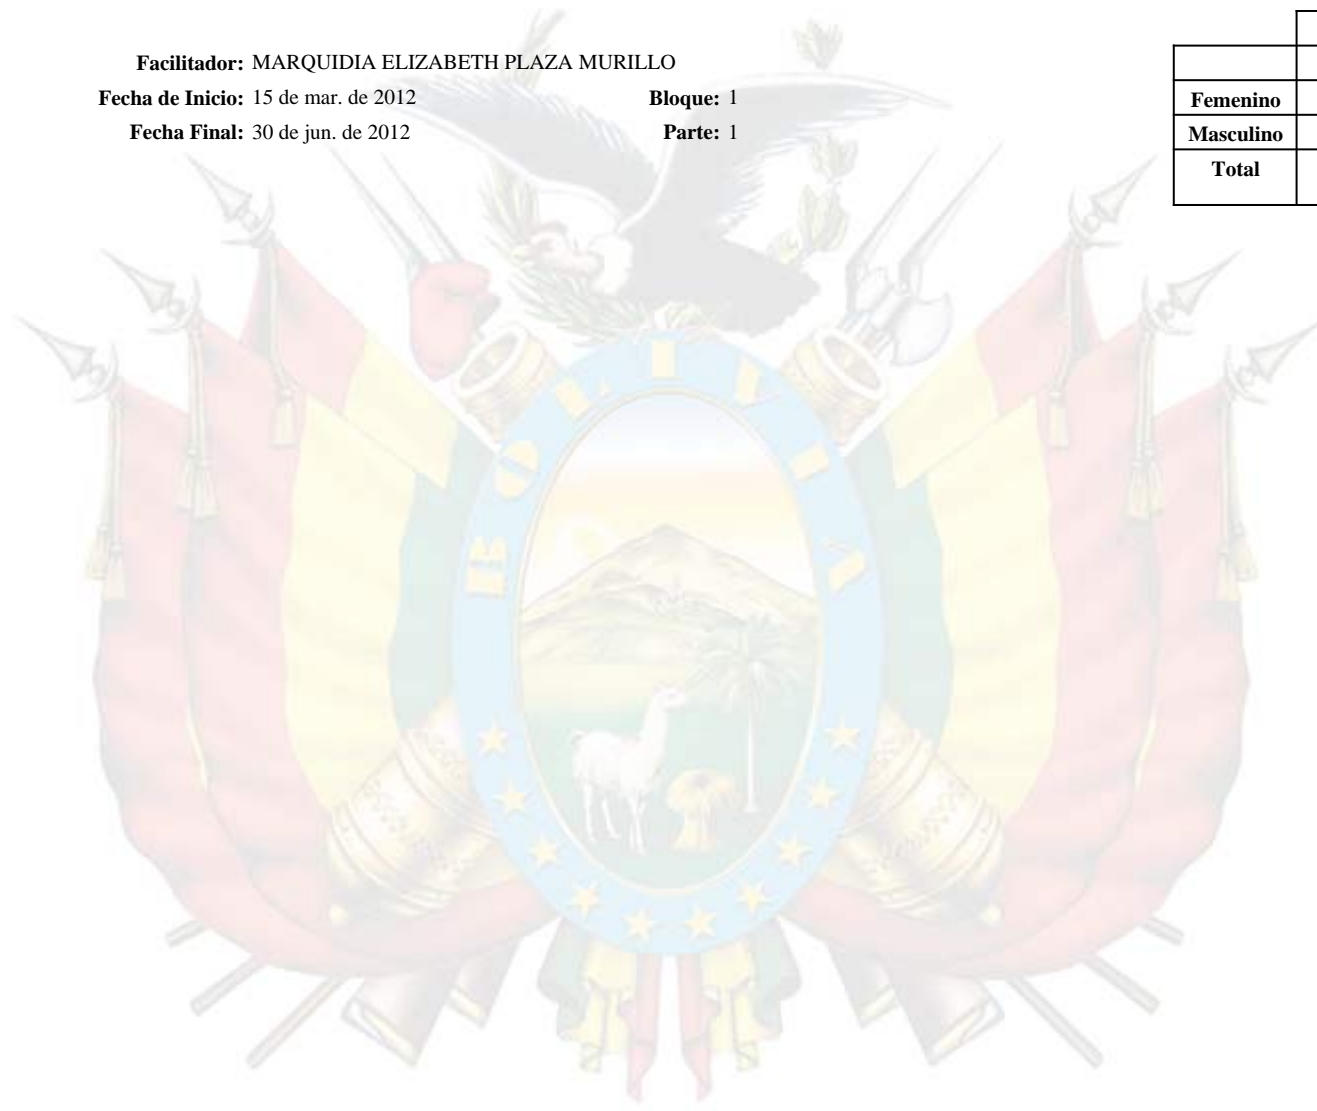 Facilitador: MARQUIDIA ELIZABETH PLAZA MURILLO
Fecha de Inicio: 15 de mar. de 2012 Bloque: 1
Fecha Final: 30 de jun. de 2012 Parte: 1
Femenino
Masculino
Total
BOLIVIA